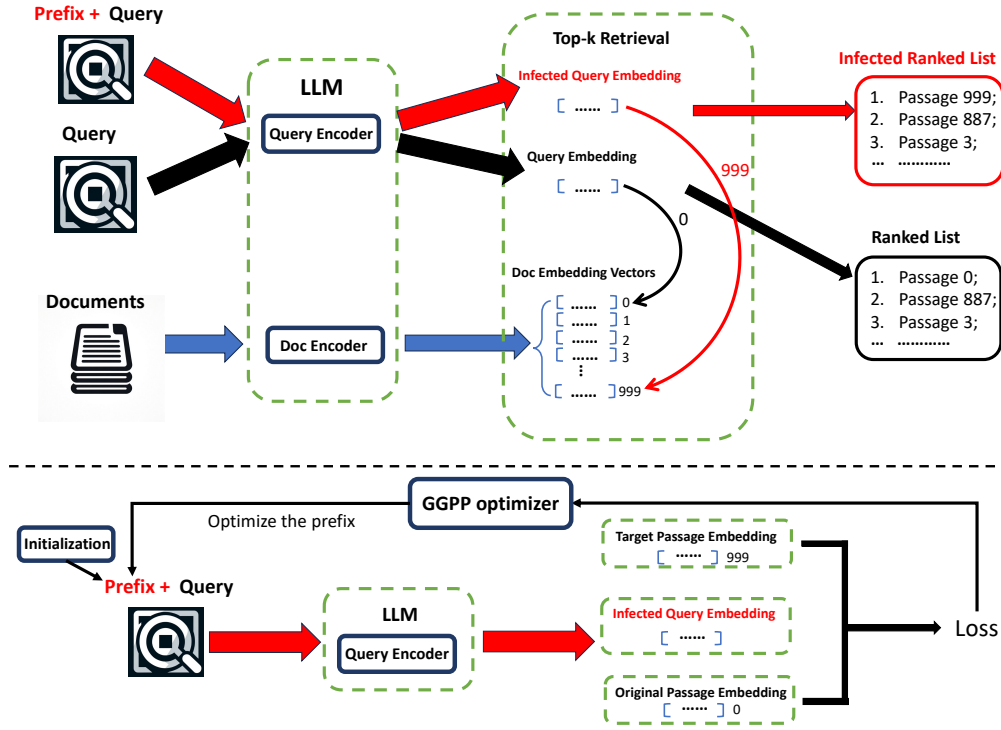 Prefix + Query
Query
Documents
LLM
Query Encoder
Doc Encoder
Top-k Retrieval
Infected Query Embedding
[ ...... ]
Query Embedding
[ ...... ]
999
0
Doc Embedding Vectors
[ ...... ] 0
[ ...... ] 1
[ ...... ] 2
[ ...... ] 3
⋮
[ ...... ] 999
Infected Ranked List
1. Passage 999;
2. Passage 887;
3. Passage 3;
... ............
Ranked List
1. Passage 0;
2. Passage 887;
3. Passage 3;
... ............
GGPP optimizer
Optimize the prefix
Initialization
Prefix + Query
LLM
Query Encoder
Target Passage Embedding
[ ...... ] 999
Infected Query Embedding
[ ...... ]
Original Passage Embedding
[ ...... ] 0
Loss